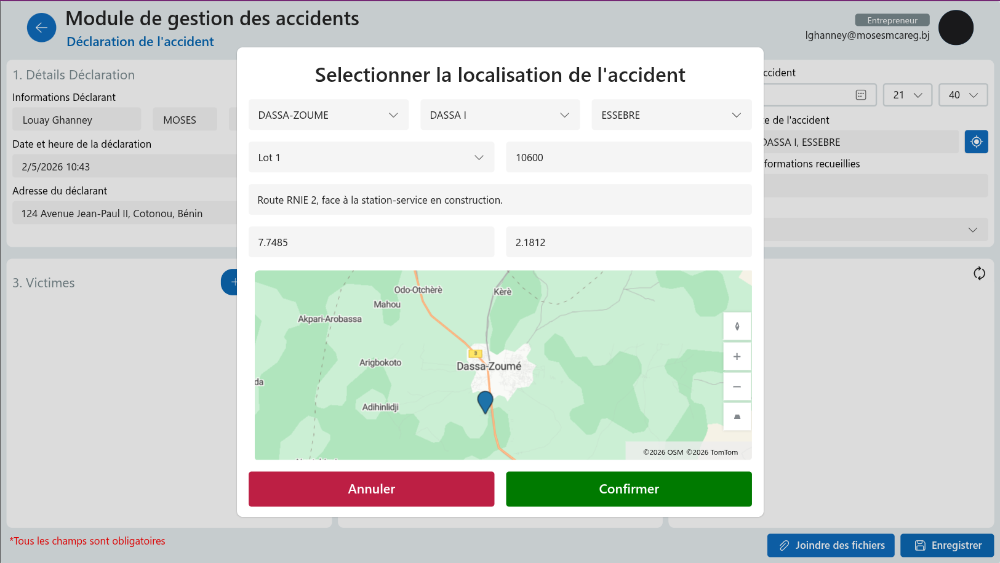 Module de gestion des accidents
Déclaration de l'accident
Entrepreneur
lghanney@mosesmcareg.bj
1. Détails Déclaration
Informations Déclarant
Louay Ghanney
MOSES
Date et heure de la déclaration
2/5/2026 10:43
Adresse du déclarant
124 Avenue Jean-Paul II, Cotonou, Bénin
3. Victimes
Selectionner la localisation de l'accident
DASSA-ZOUME
DASSA I
ESSEBRE
Lot 1
10600
Route RNIE 2, face à la station-service en construction.
7.7485
2.1812
Odo-Otchèrè
Kèrè
Mahou
Akpari-Arobassa
3
Arigbokoto
Dassa-Zoumé
da
Adihinlidji
©2026 OSM ©2026 TomTom
Annuler
Confirmer
ccident
21
40
e de l'accident
DASSA I, ESSEBRE
formations recueillies
*Tous les champs sont obligatoires
Joindre des fichiers
Enregistrer